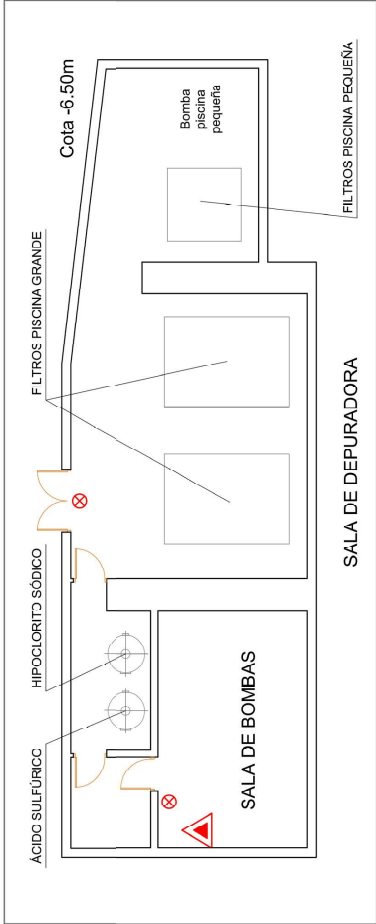 ÁCIDO SULFÚRICO
HIPOCLORITO SÓDICO
FILTROS PISCINA GRANDE
Cota -6.50m
Bomba
piscina
pequeña
FILTROS PISCINA PEQUEÑA
SALA DE BOMBAS
SALA DE DEPURADORA